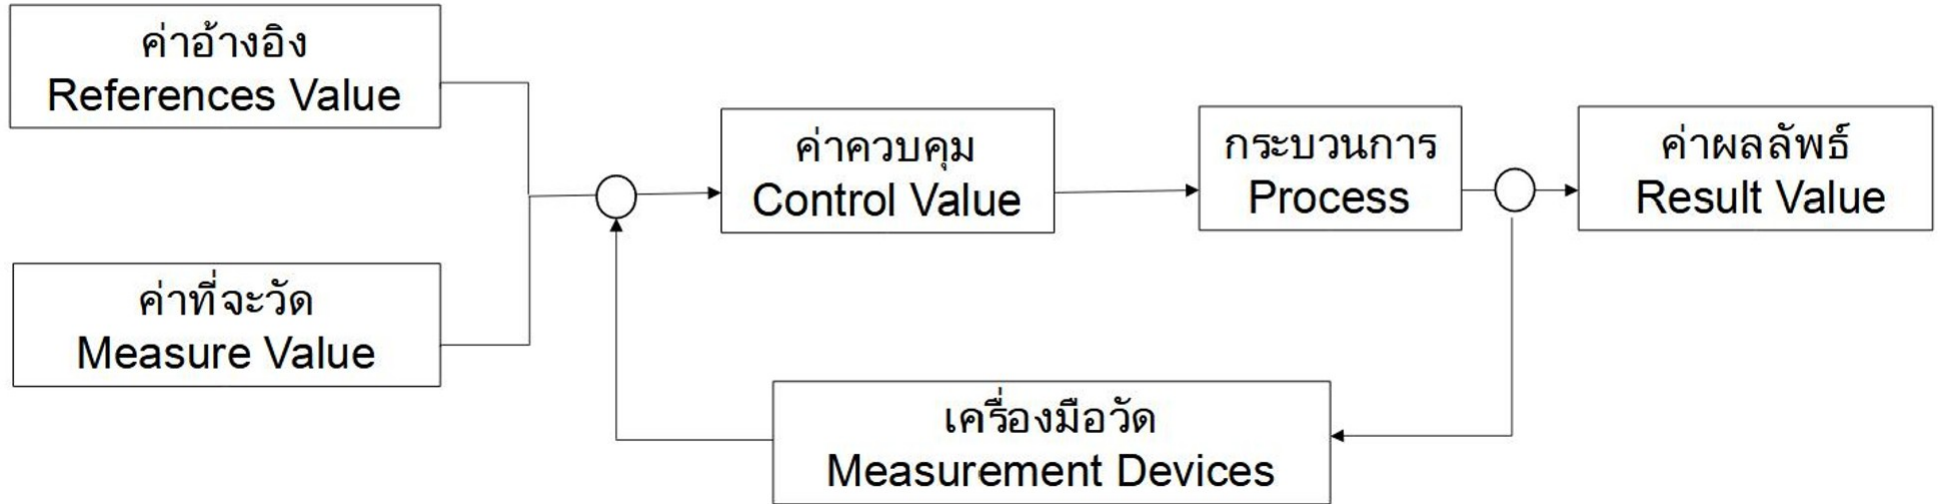 ค่าอ้างอิง
References Value
ค่าควบคุม
Control Value
กระบวนการ
Process
ค่าผลลัพธ์
Result Value
ค่าที่จะวัด
Measure Value
เครื่องมือวัด
Measurement Devices